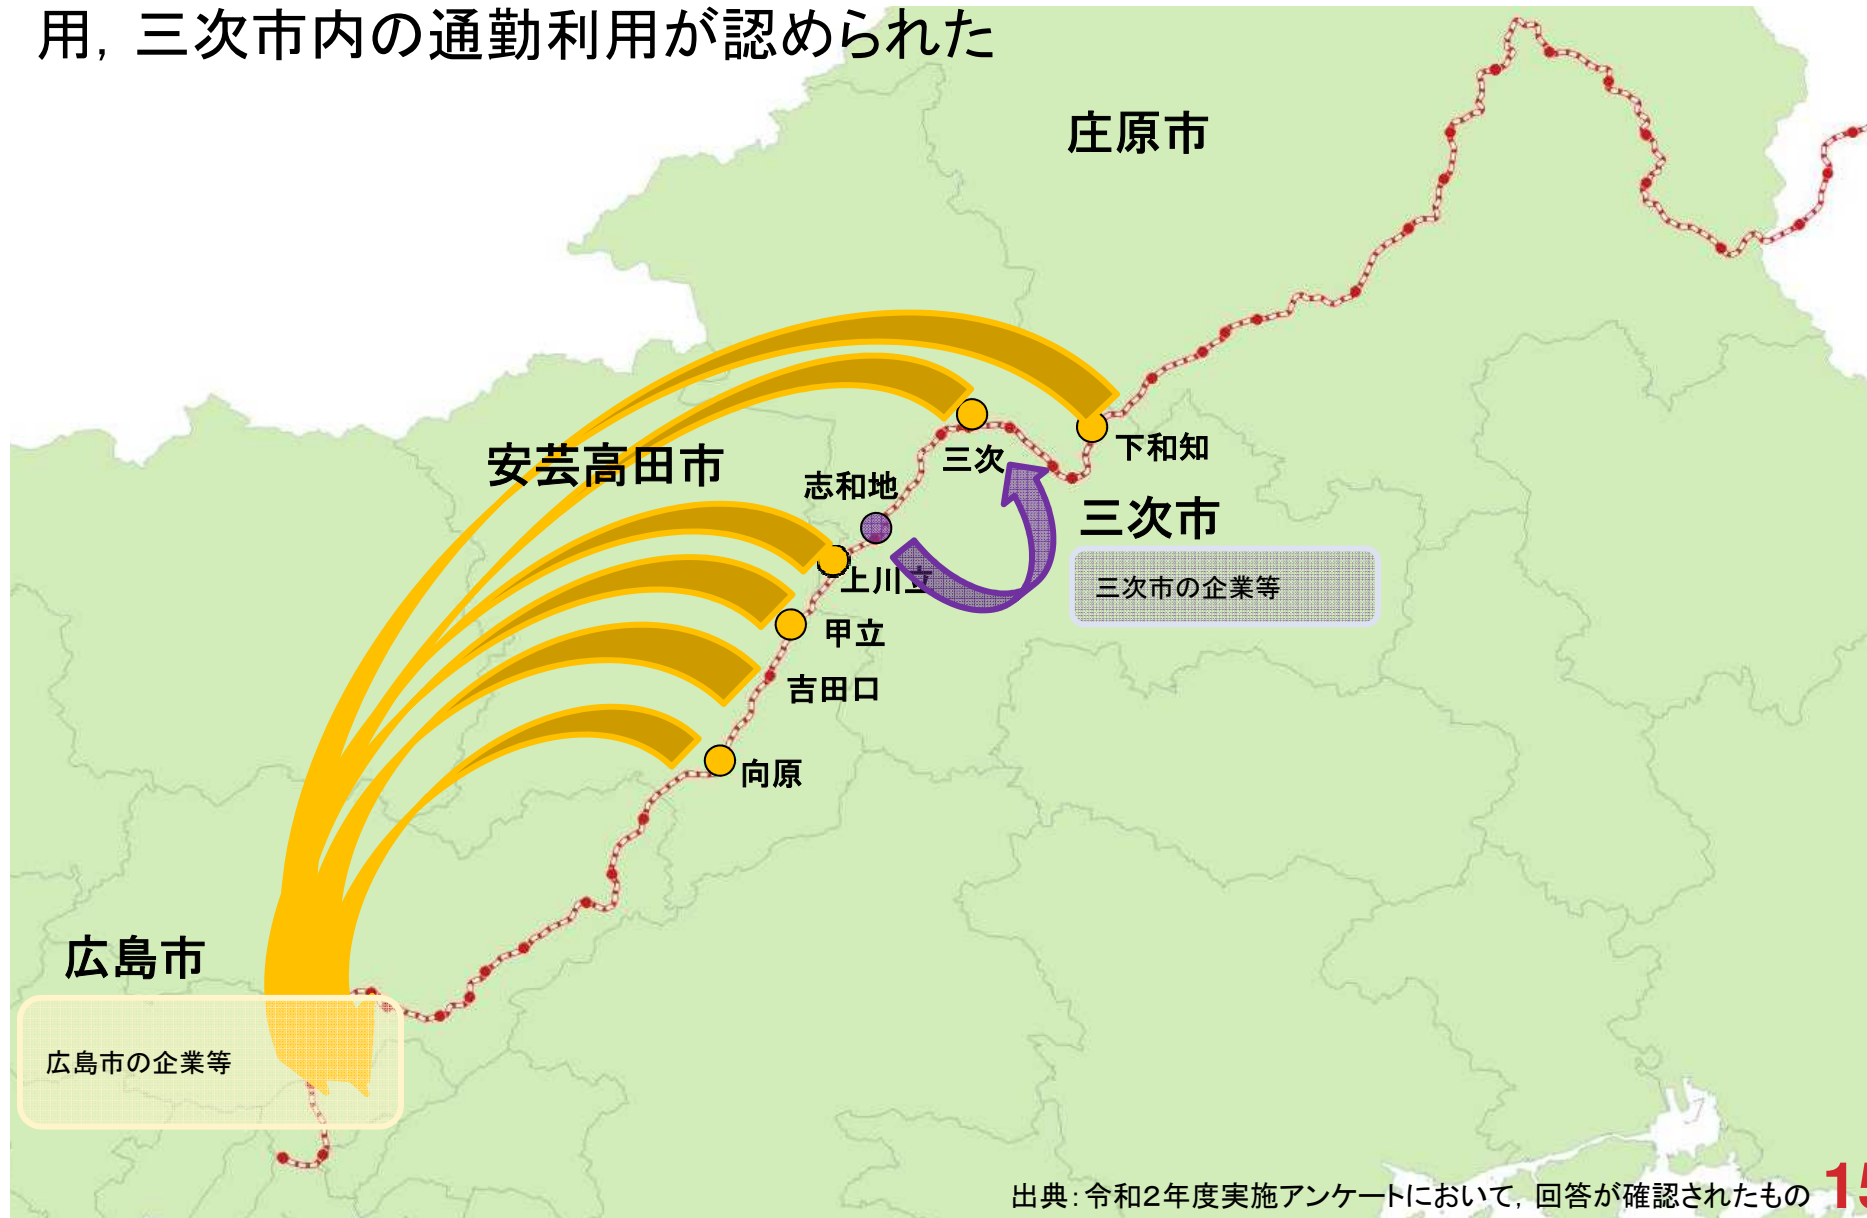 用，三次市内の通勤利用が認められた
庄原市
安芸高田市
三次
下和知
志和地
三次市
三次市の企業等
上川立
甲立
吉田口
向原
広島市
広島市の企業等
出典：令和２年度実施アンケートにおいて，回答が確認されたもの
15